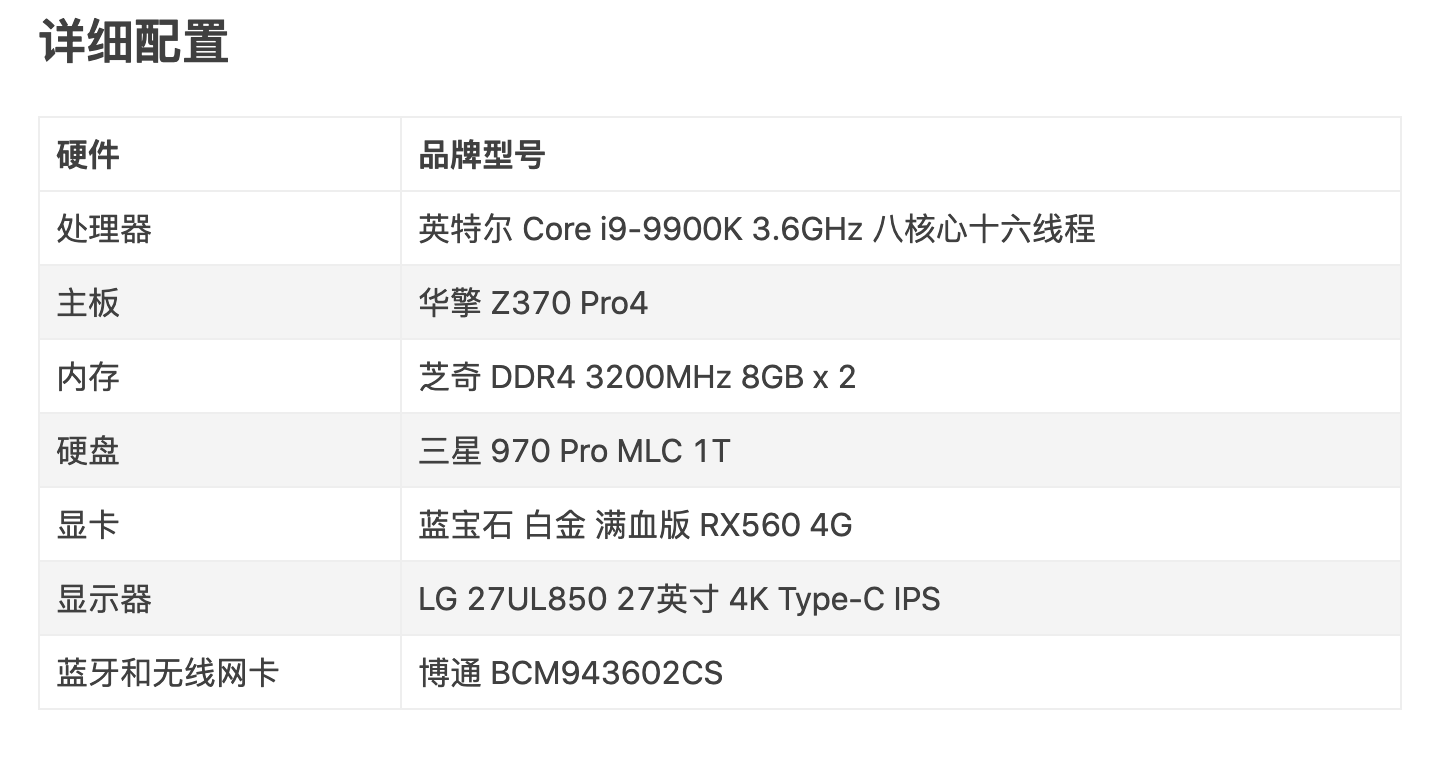 详细配置
硬件 品牌型号
处理器 英特尔 Core i9-9900K 3.6GHz 八核心十六线程
主板 华擎 Z370 Pro4
内存 芝奇 DDR4 3200MHz 8GB x 2
硬盘 三星 970 Pro MLC 1T
显卡 蓝宝石 白金 满血版 RX560 4G
显示器 LG 27UL850 27英寸 4K Type-C IPS
蓝牙和无线网卡 博通 BCM943602CS